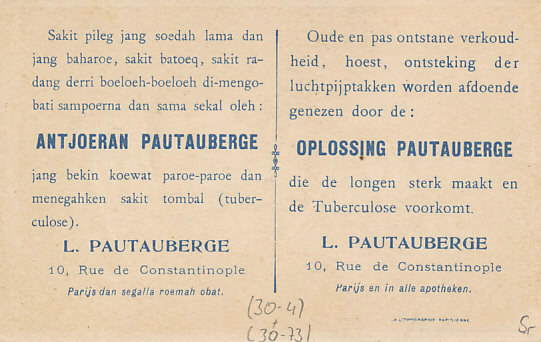 Sakit pileg jang soedah lama dan
jang baharoe, sakit batoeq, sakit ra-
dang derri boeloeh-boeloeh di-mengo-
bati sampoerna dan sama sekal oleh :
ANTJOERAN PAUTAUBERGE
jang bekin koewat paroe-paroe dan
menegahken sakit tombal (tuber-
culose).
L. PAUTAUBERGE
10, Rue de Constantinople
Parijs dan segalla roemah obat.
Oude en pas ontstane verkoud-
heid, hoest, ontsteking der
luchtpijptakken worden afdoende
genezen door de :
OPLOSSING PAUTAUBERGE
die de longen sterk maakt en
de Tuberculose voorkomt.
L. PAUTAUBERGE
10, Rue de Constantinople
Parijs en in alle apotheken.
LA LITHOGRAPHIE PARISIENNE
(30-4)
(30-73)